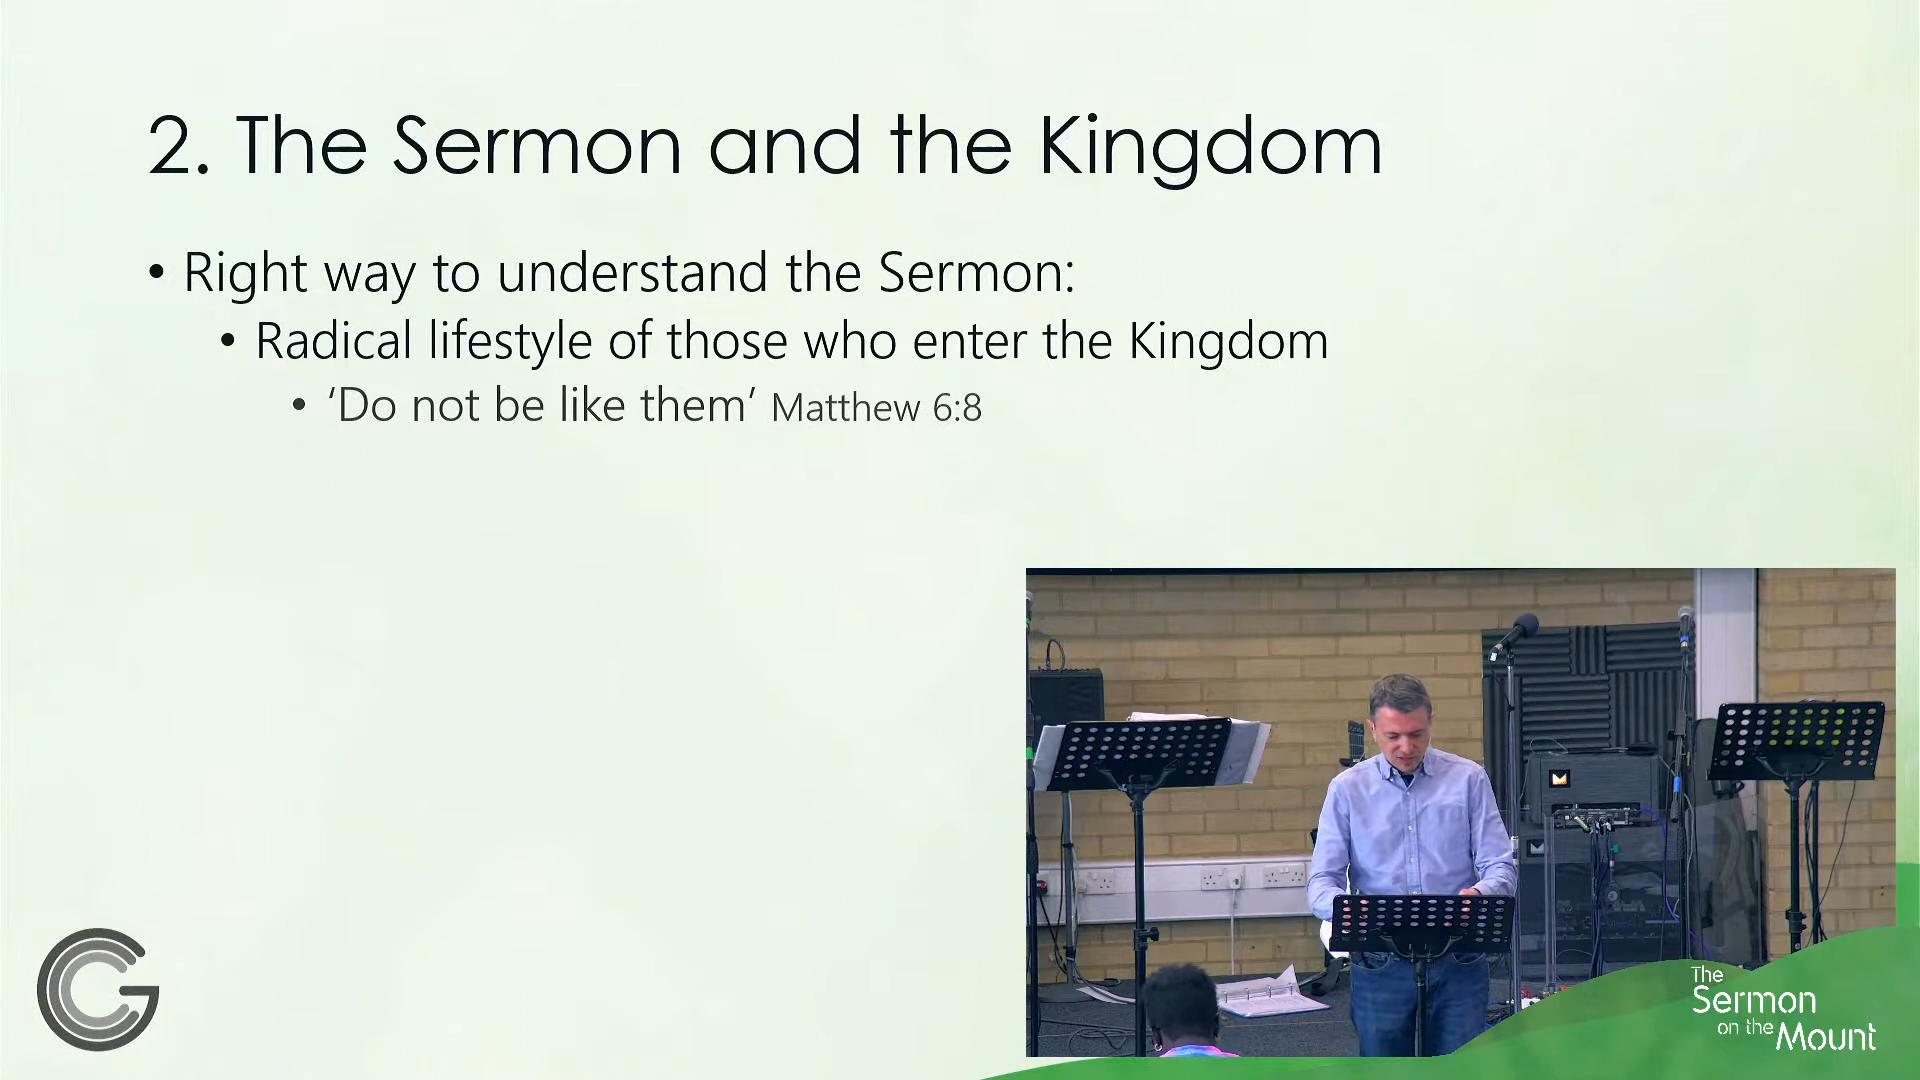 2. The Sermon and the Kingdom
• Right way to understand the Sermon:
• Radical lifestyle of those who enter the Kingdom
• ‘Do not be like them’ Matthew 6:8
The
Sermon
on the Mount